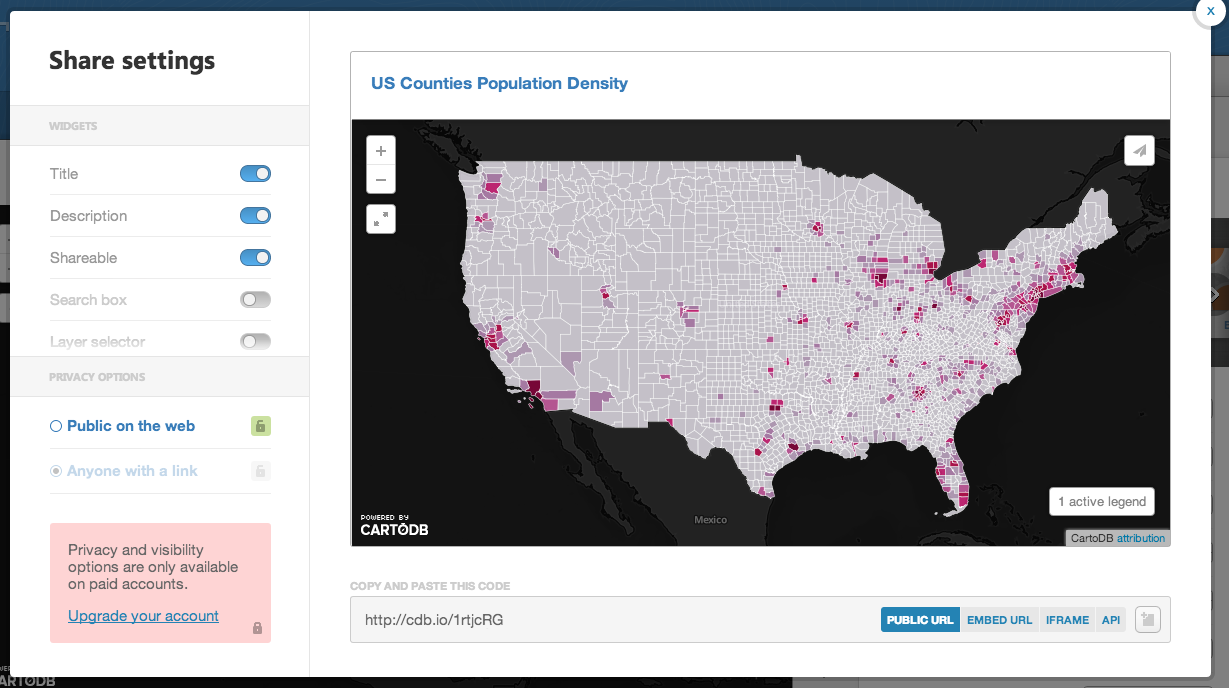 x
Share settings
WIDGETS
Title
Description
Shareable
Search box
Layer selector
PRIVACY OPTIONS
Public on the web
Anyone with a link
Privacy and visibility
options are only available
on paid accounts.
Upgrade your account
US Counties Population Density
+
−
Mexico
POWERED BY
CARTODB
1 active legend
CartoDB attribution
COPY AND PASTE THIS CODE
http://cdb.io/1rtjcRG
PUBLIC URL EMBED URL IFRAME API